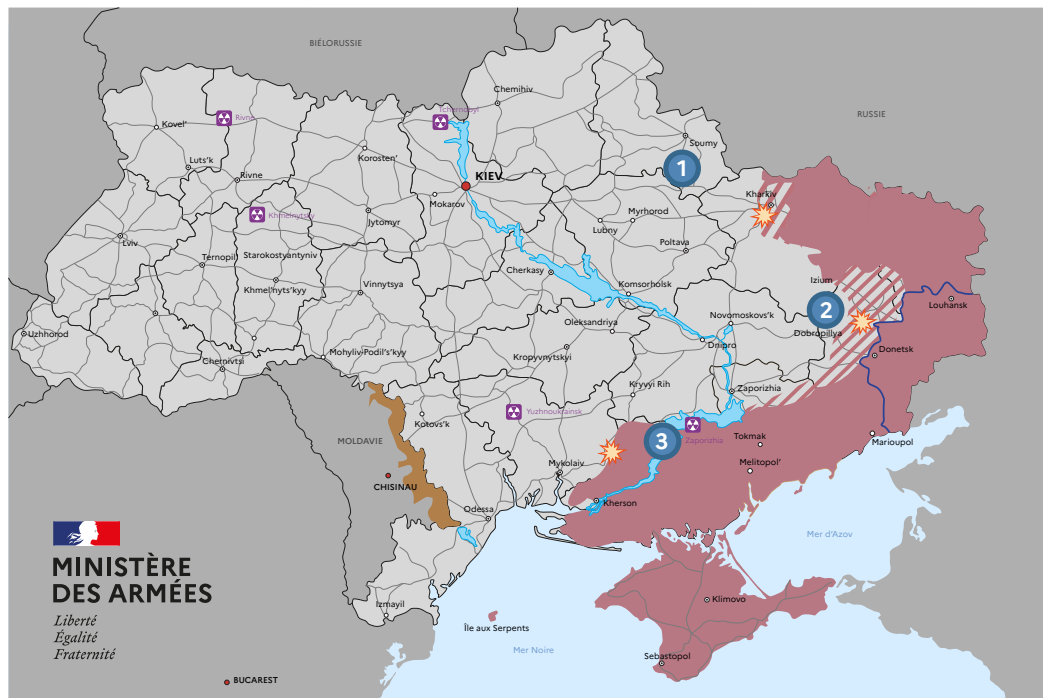 BIÉLORUSSIE
Chemihiv
RUSSIE
Tchernobyl
Rivne
Kovel'
Soumy
1
Korosten'
Luts'k
KIEV
Rivne
Kharkiv
Mokarov
Khmelnytsky
Jytomyr
Myrhorod
Lubny
Lviv
Poltava
Ternopil
Starokostyantyniv
Cherkasy
Izium
Khmel'nyts'kyy
Vinnytsya
Komsorholsk
Louhansk
2
Novomoskovs'k
Oleksandriya
Uzhhorod
Dobropillya
Dnipro
Mohyliv-Podil's'kyy
Kropyvnytskyi
Donetsk
Chernivtsi
Kryvyi Rih
Zaporizhia
Yuzhnoukrainsk
Kotovs'k
Zaporizhia
Tokmak
MOLDAVIE
3
Marioupol
Mykolaiv
Melitopol'
CHISINAU
Kherson
Odessa
Mer d'Azov
MINISTÈRE
DES ARMÉES
Liberté
Égalité
Fraternité
Izmayil
Klimovo
Île aux Serpents
Mer Noire
Sebastopol
BUCAREST